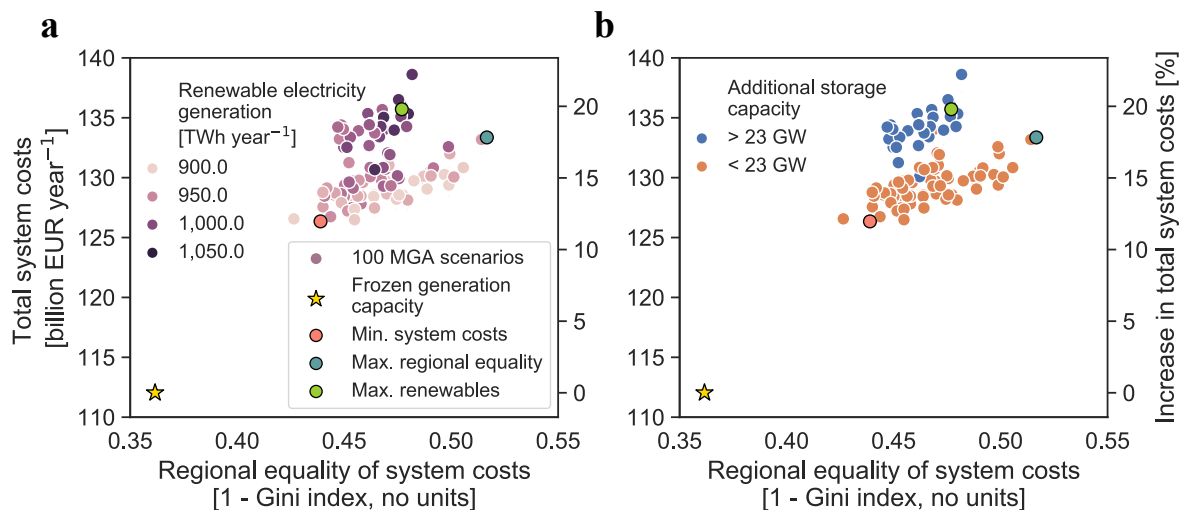 a
Total system costs
[billion EUR year−1]
140
135
130
125
120
115
110
Renewable electricity
generation
[TWh year−1]
900.0
950.0
1,000.0
1,050.0
100 MGA scenarios
Frozen generation
capacity
Min. system costs
Max. regional equality
Max. renewables
20
15
10
5
0
0.35 0.40 0.45 0.50 0.55
Regional equality of system costs
[1 - Gini index, no units]
b
140
135
130
125
120
115
110
Additional storage
capacity
> 23 GW
< 23 GW
20
15
10
5
0
Increase in total system costs [%]
0.35 0.40 0.45 0.50 0.55
Regional equality of system costs
[1 - Gini index, no units]